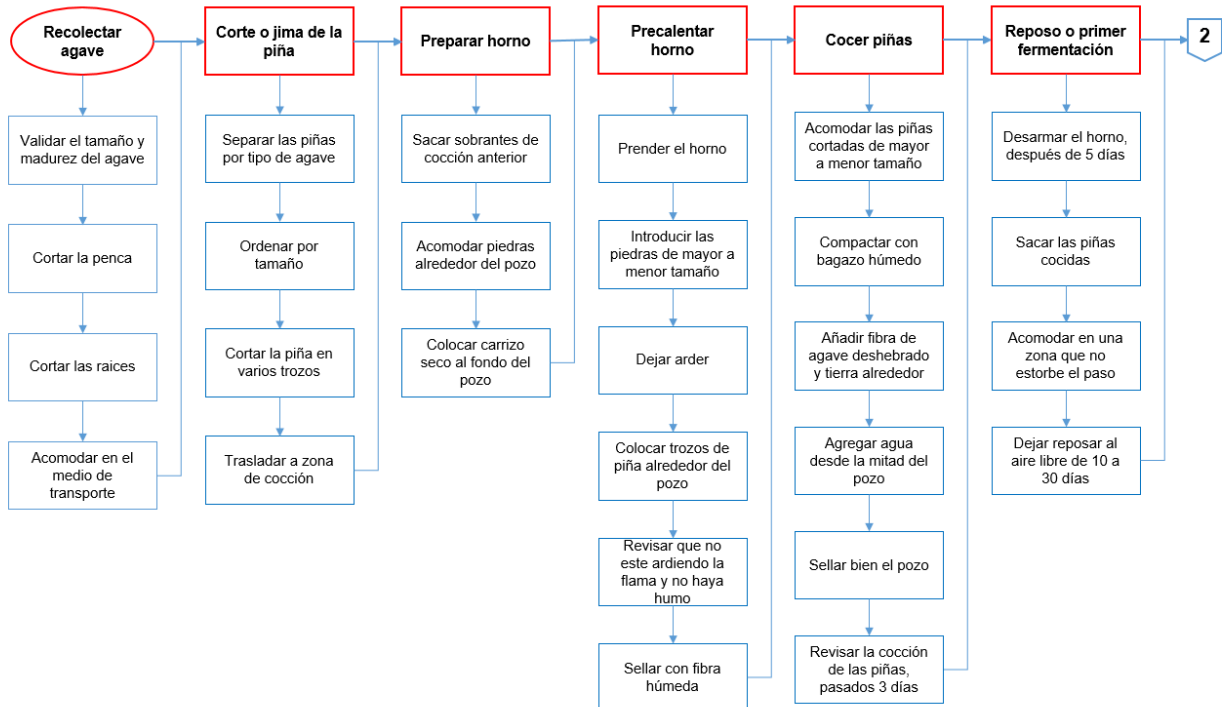 Recolectar
agave
Validar el tamaño y
madurez del agave
Cortar la penca
Cortar las raices
Acomodar en el
medio de
transporte
Corte o jima de la
piña
Separar las piñas
por tipo de agave
Ordenar por
tamaño
Cortar la piña en
varios trozos
Trasladar a zona
de cocción
Preparar horno
Sacar sobrantes de
cocción anterior
Acomodar piedras
alrededor del pozo
Colocar carrizo
seco al fondo del
pozo
Precalentar
horno
Prender el horno
Introducir las
piedras de mayor a
menor tamaño
Dejar arder
Colocar trozos de
piña alrededor del
pozo
Revisar que no
este ardiendo la
flama y no haya
humo
Sellar con fibra
húmeda
Cocer piñas
Acomodar las piñas
cortadas de mayor
a menor tamaño
Compactar con
bagazo húmedo
Añadir fibra de
agave deshebrado
y tierra alrededor
Agregar agua
desde la mitad del
pozo
Sellar bien el pozo
Revisar la cocción
de las piñas,
pasados 3 días
Reposo o primer
fermentación
Desarmar el horno,
después de 5 días
Sacar las piñas
cocidas
Acomodar en una
zona que no
estorbe el paso
Dejar reposar al
aire libre de 10 a
30 días
2